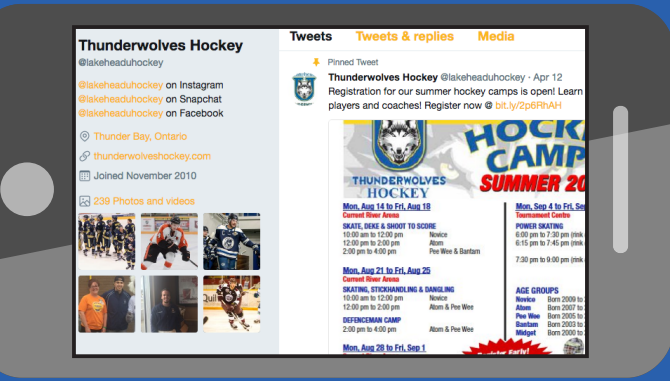 Thunderwolves Hockey
@lakeheaduhockey
@lakeheaduhockey on Instagram
@lakeheaduhockey on Snapchat
@lakeheaduhockey on Facebook
Thunder Bay, Ontario
thunderwolveshockey.com
Joined November 2010
239 Photos and videos
Tweets Tweets & replies Media
Pinned Tweet
Thunderwolves Hockey @lakeheaduhockey · Apr 12
Registration for our summer hockey camps is open! Learn
players and coaches! Register now @ bit.ly/2p6RhAH
HOCK
CAMP
SUMMER 20
THUNDERWOLVES
HOCKEY
Mon, Aug 14 to Fri, Aug 18
Current River Arena
SKATE, DEKE & SHOOT TO SCORE
10:00 am to 12:00 pm Novice
12:00 pm to 2:00 pm Atom
2:00 pm to 4:00 pm Pee Wee & Bantam
Mon, Aug 21 to Fri, Aug 25
Current River Arena
SKATING, STICKHANDLING & DANGLING
10:00 am to 12:00 pm Novice
12:00 pm to 2:00 pm Atom & Pee Wee
DEFENCEMAN CAMP
2:00 pm to 4:00 pm Atom & Pee Wee
Mon, Aug 28 to Fri, Sep 1
Mon, Sep 4 to Fri, Se
Tournament Centre
POWER SKATING
6:00 pm to 7:30 pm (rink
6:15 pm to 7:45 pm (rink
7:30 pm to 9:00 pm (rink
AGE GROUPS
Novice Born 2009 to
Atom Born 2007 to
Pee Wee Born 2005 to
Bantam Born 2003 to
Midget Born 2000 to
Register Early!